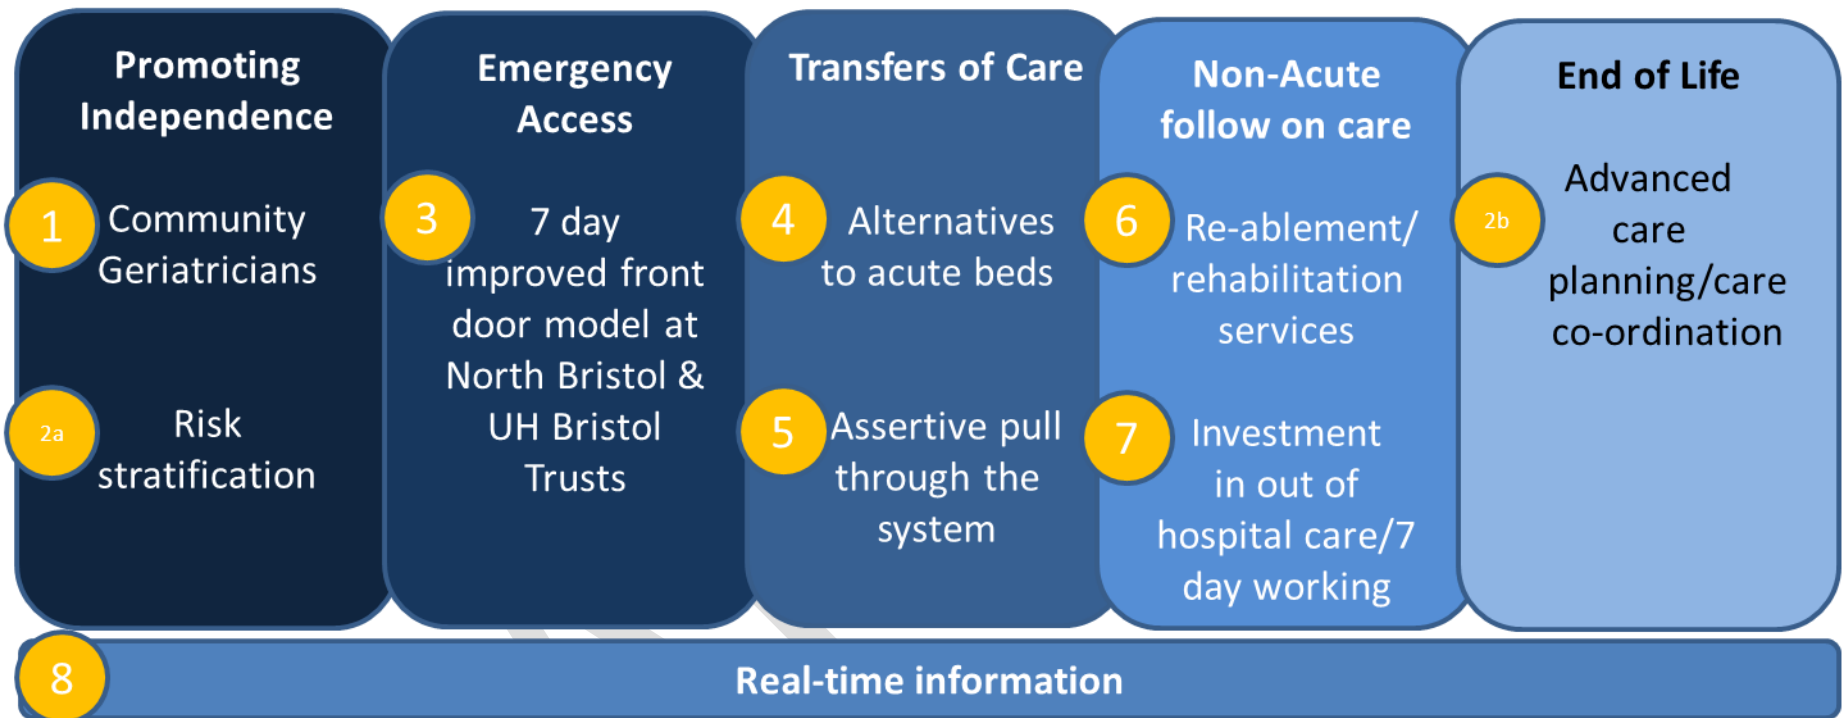 Promoting
Independence
1
Community
Geriatricians
2a
Risk
stratification
Emergency
Access
3
7 day
improved front
door model at
North Bristol &
UH Bristol
Trusts
Transfers of Care
4
Alternatives
to acute beds
5
Assertive pull
through the
system
Non-Acute
follow on care
6
Re-ablement/
rehabilitation
services
7
Investment
in out of
hospital care/7
day working
End of Life
2b
Advanced
care
planning/care
co-ordination
8
Real-time information